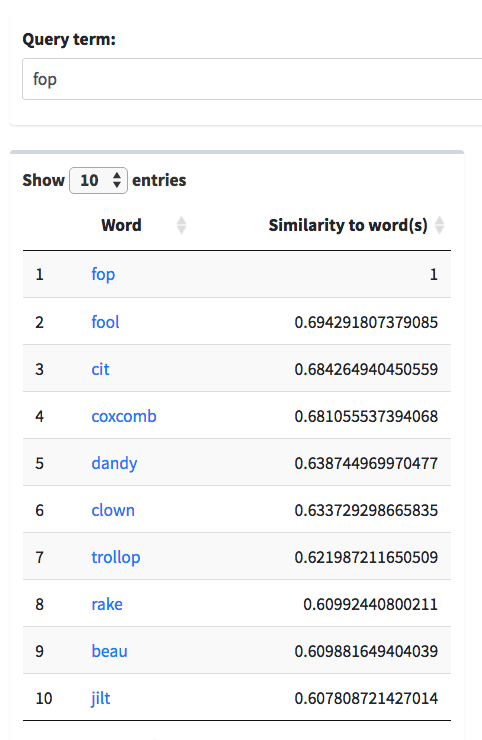 Query term:
fop
Show 10 entries
Word Similarity to word(s)
1 fop 1
2 fool 0.694291807379085
3 cit 0.684264940450559
4 coxcomb 0.681055537394068
5 dandy 0.638744969970477
6 clown 0.633729298665835
7 trollop 0.621987211650509
8 rake 0.60992440800211
9 beau 0.609881649404039
10 jilt 0.607808721427014